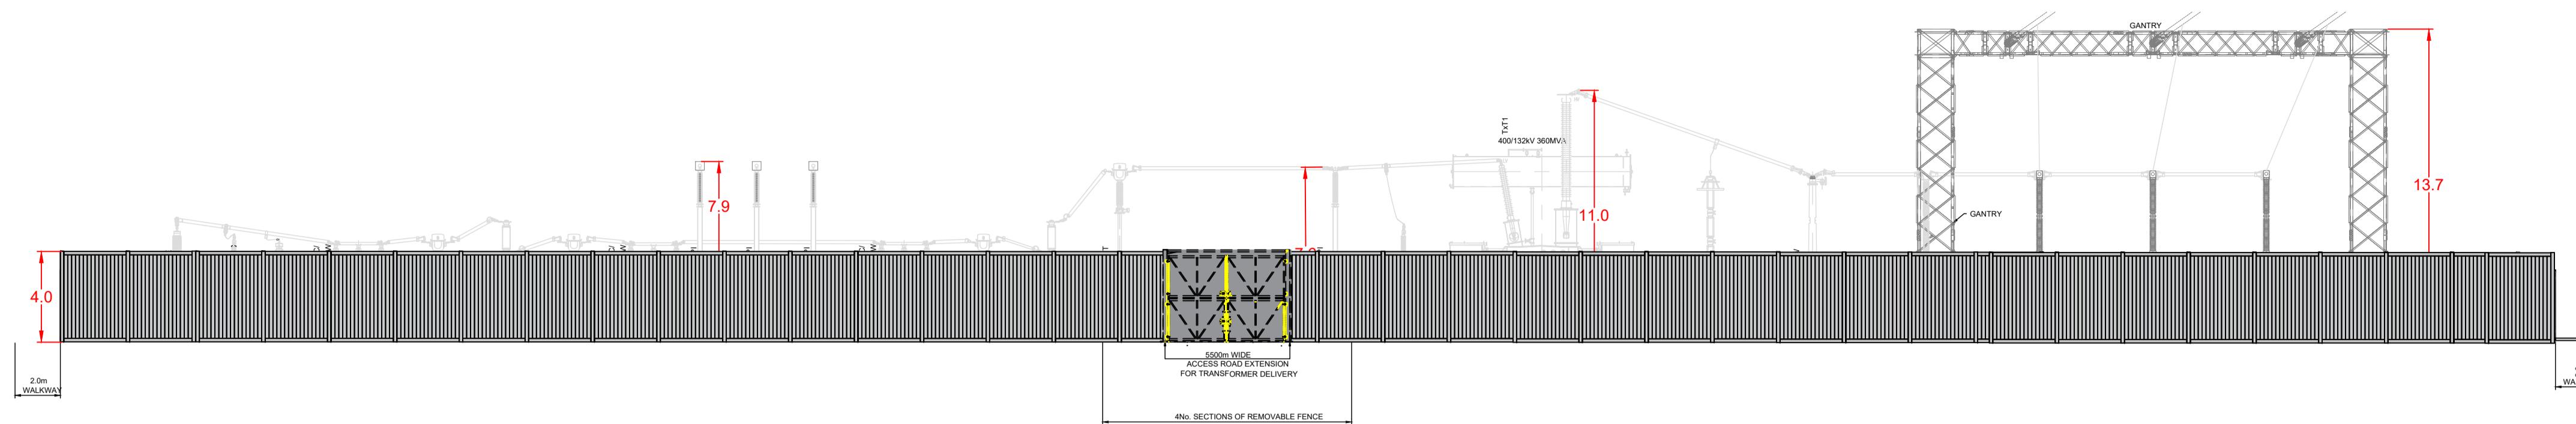 GANTRY
TxT1
400/132kV 360MVA
7.9
11.0
13.7
GANTRY
4.0
5500m WIDE
ACCESS ROAD EXTENSION
FOR TRANSFORMER DELIVERY
2.0m
WALKWAY
4No. SECTIONS OF REMOVABLE FENCE